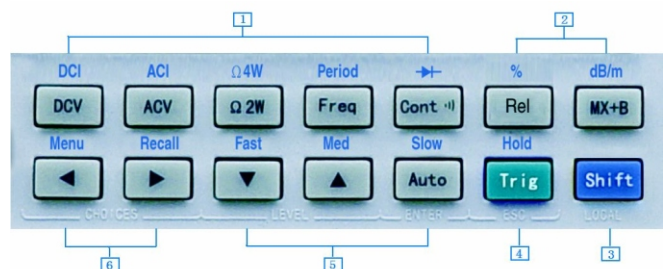 1 2
DCI ACI Ω4W Period % dB/m
DCV ACV Ω 2W Freq Cont Rel MX+B
Menu Recall Fast Med Slow Hold
Auto Trig Shift
CHOICES LEVEL ENTER ESC LOCAL
6 5 4 3